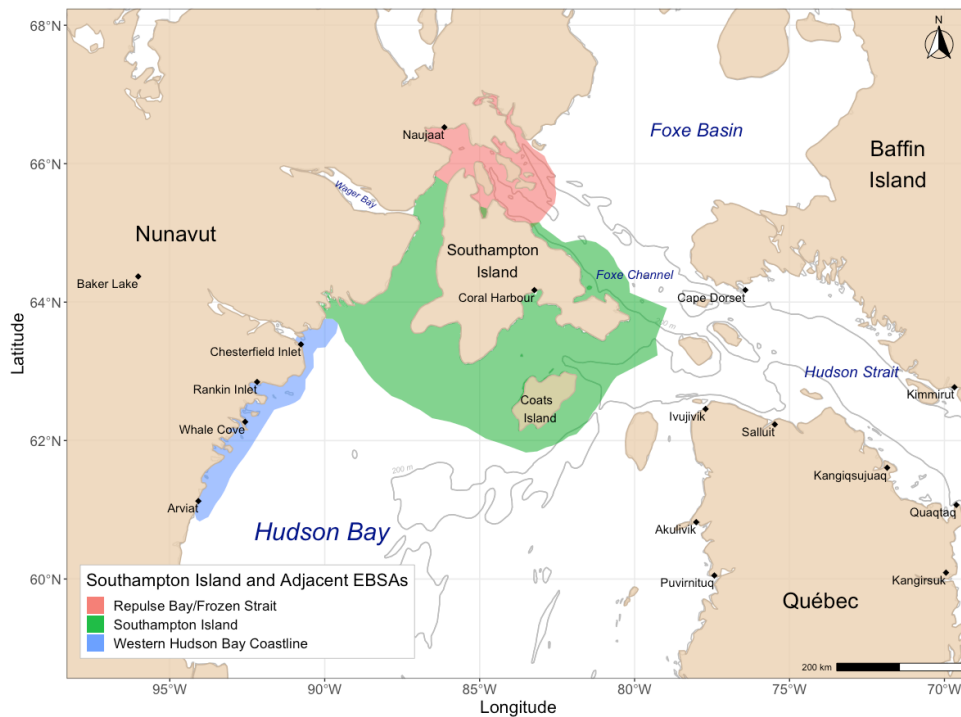 68°N
66°N
64°N
62°N
60°N
Latitude
N
Foxe Basin
Baffin
Island
Naujaat
Wager Bay
Nunavut
Baker Lake
Southampton
Island
Coral Harbour
Foxe Channel
Cape Dorset
200 m
Chesterfield Inlet
Rankin Inlet
Whale Cove
Arviat
Coats
Island
Hudson Strait
Kimmirut
Ivujivik
Salluit
Kangiqsujuaq
Quaqtaq
200 m
Hudson Bay
Akulivik
Puvirnituq
Kangirsuk
Québec
Southampton Island and Adjacent EBSAs
Repulse Bay/Frozen Strait
Southampton Island
Western Hudson Bay Coastline
200 km
95°W
90°W
85°W
80°W
75°W
70°W
Longitude